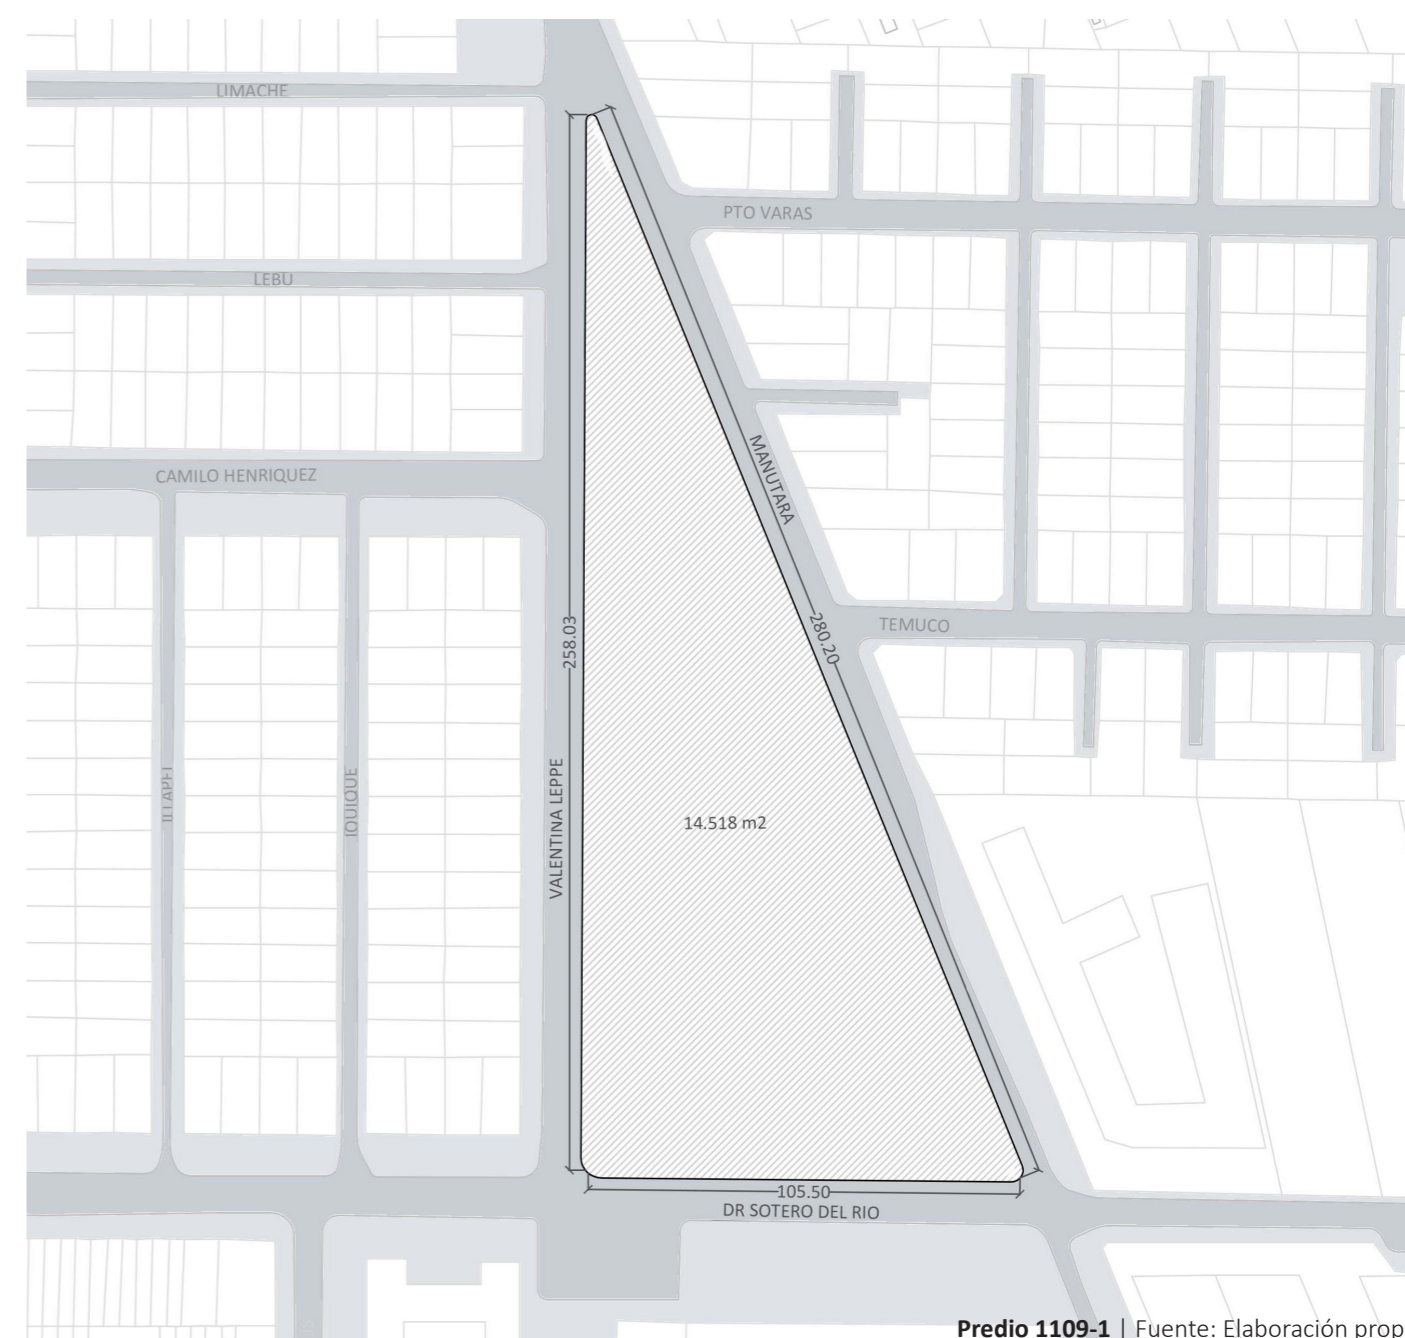 LIMACHE
PTO VARAS
LEBU
MANUTARA
CAMILO HENRIQUEZ
258.03
280.20
TEMUCO
VALENTINA LEPPE
ILLAPEL
IQUIQUE
14.518 m2
105.50
DR SOTERO DEL RIO
Predio 1109-1 | Fuente: Elaboración prop